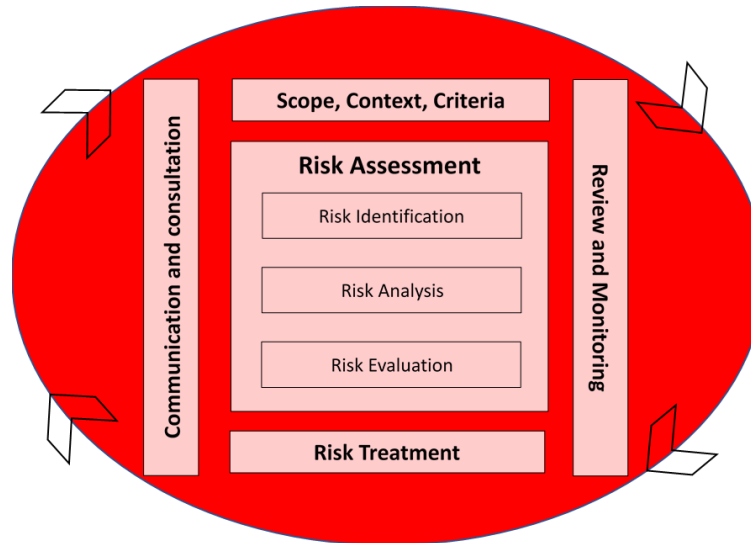 Scope, Context, Criteria
Communication and consultation
Risk Assessment
Risk Identification
Risk Analysis
Risk Evaluation
Review and Monitoring
Risk Treatment